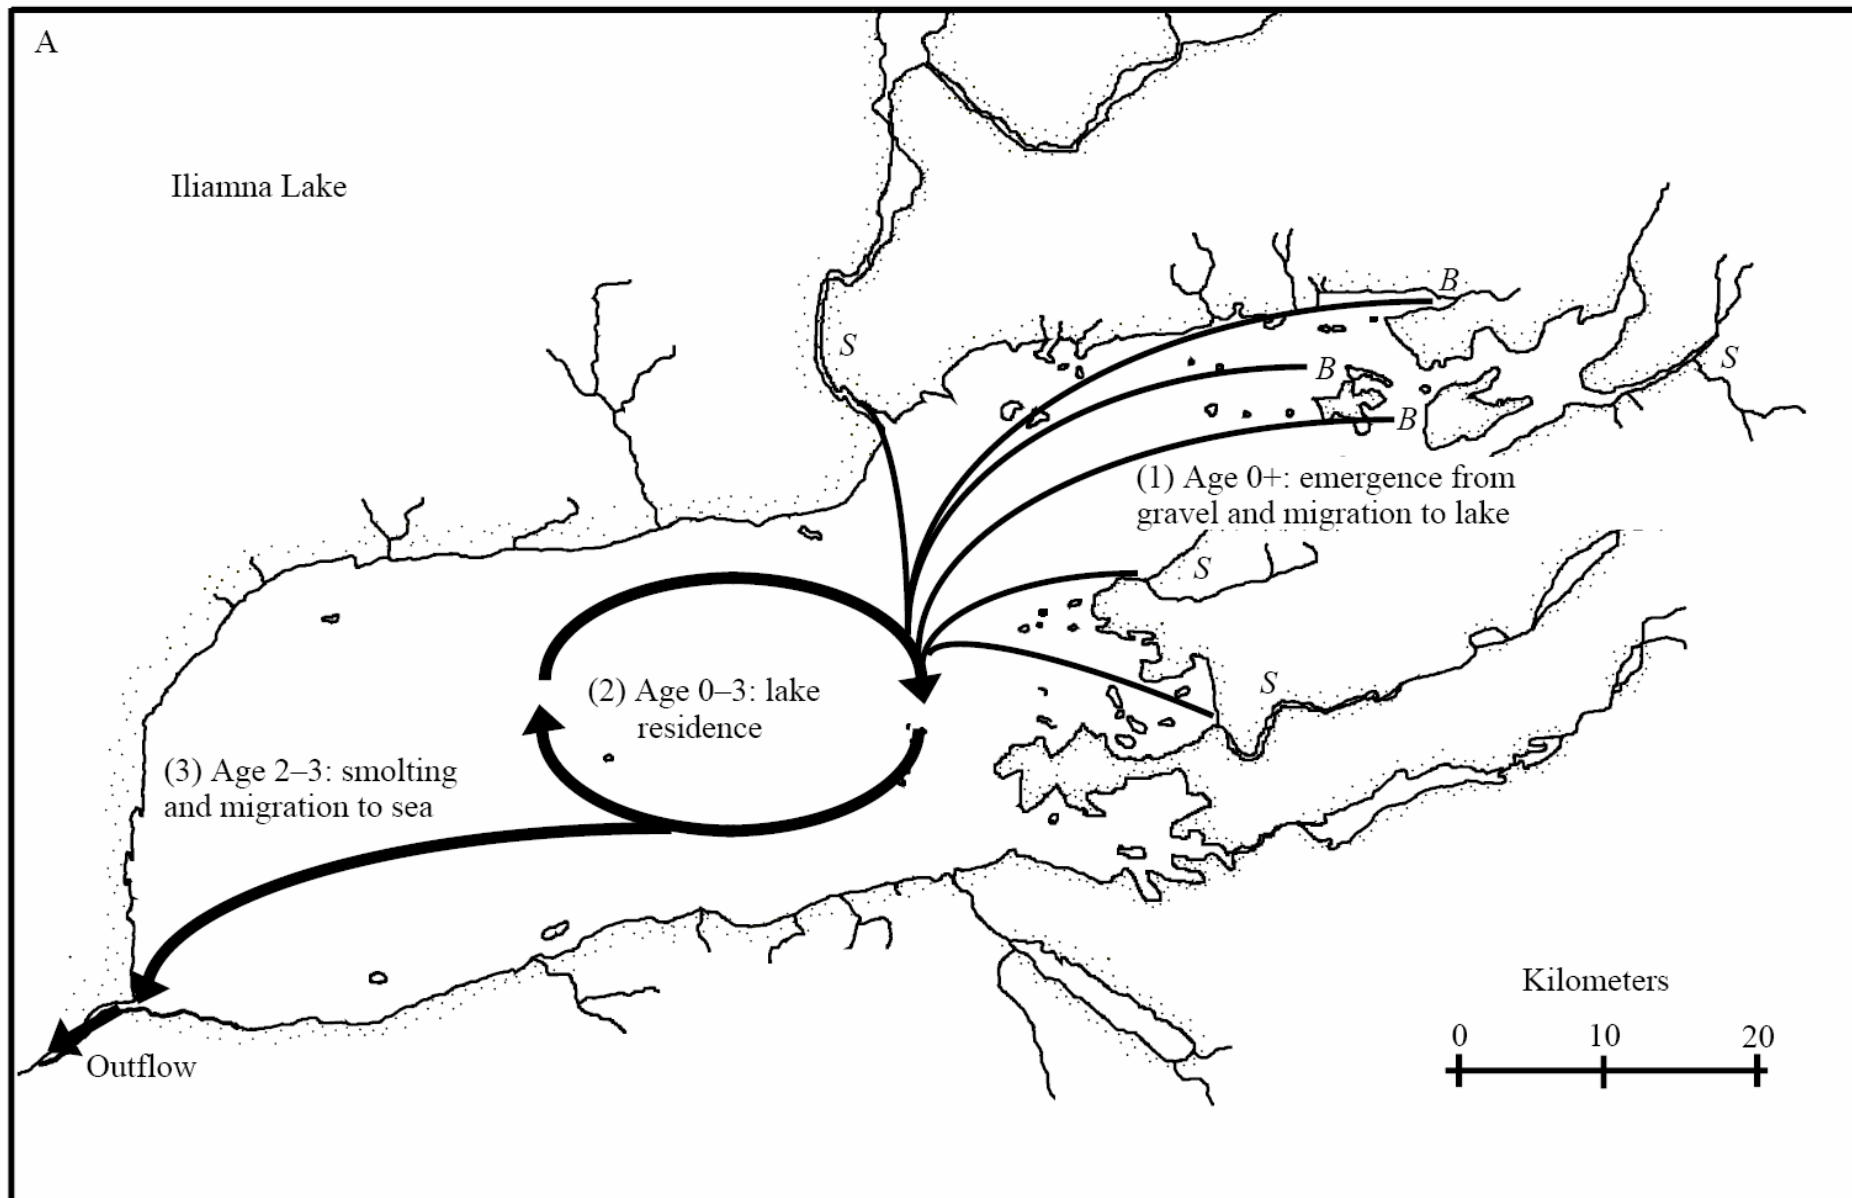 A
Iliamna Lake
B
S
S
B
B
(1) Age 0+: emergence from
gravel and migration to lake
S
S
(2) Age 0–3: lake
residence
(3) Age 2–3: smolting
and migration to sea
Kilometers
0 10 20
Outflow